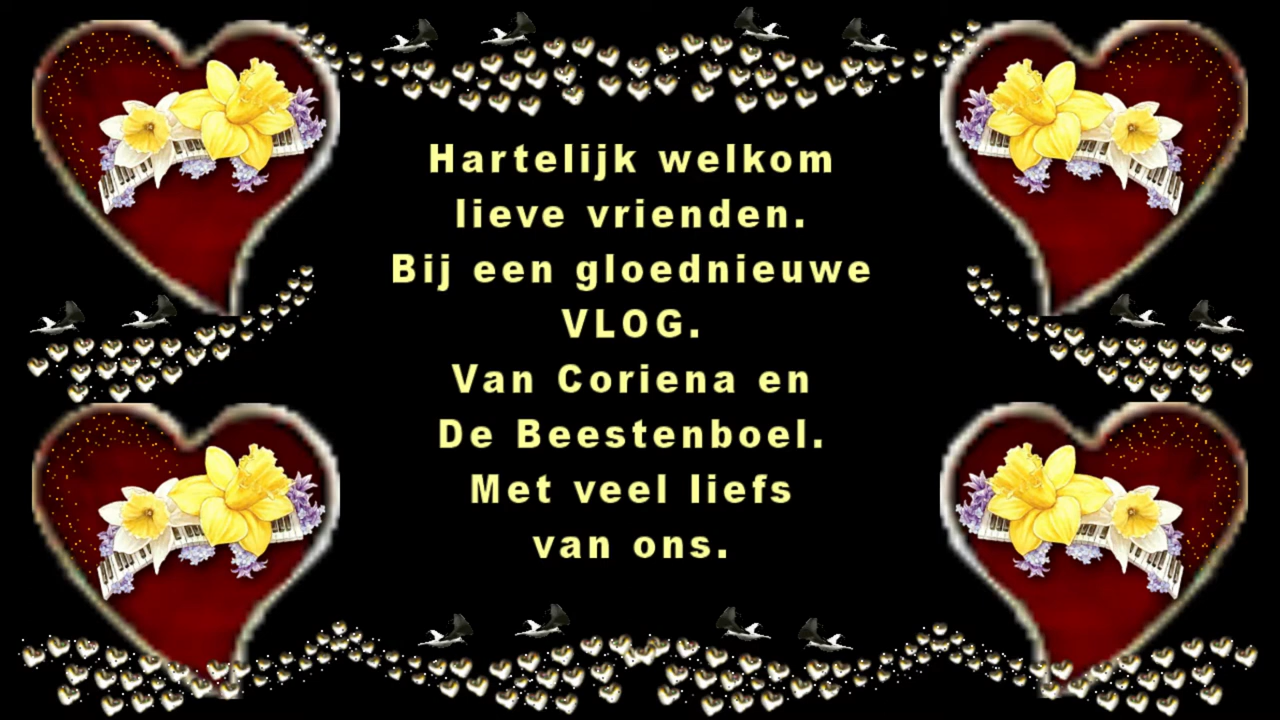 Hartelijk welkom
lieve vrienden.
Bij een gloednieuwe
VLOG.
Van Coriena en
De Beestenboel.
Met veel liefs
van ons.